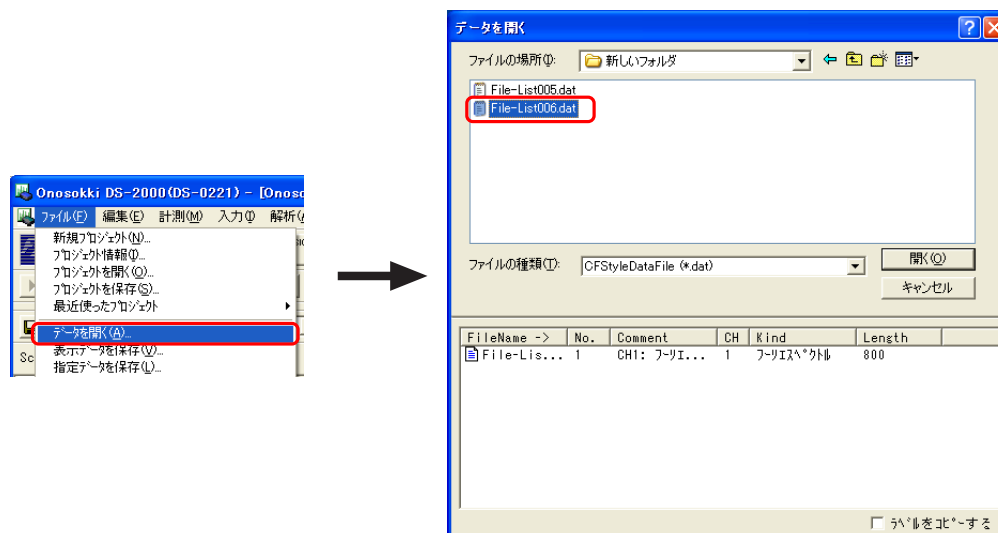 Onosokki DS-2000(DS-0221) - [Onoso
ファイル(F) 編集(E) 計測(M) 入力(I) 解析(
新規プロジェクト(N)...
プロジェクト情報(I)...
プロジェクトを開く(O)...
プロジェクトを保存(S)...
最近使ったプロジェクト
データを開く(A)...
表示データを保存(V)...
指定データを保存(L)...
Sc
データを開く
ファイルの場所(I): 新しいフォルダ
File-List005.dat
File-List006.dat
ファイルの種類(T): CFStyleDataFile (*.dat)
開く(O)
キャンセル
FileName -> No. Comment CH Kind Length
File-Lis... 1 CH1: フーリエ... 1 フーリエスペクトル 800
ラベルをコピーする